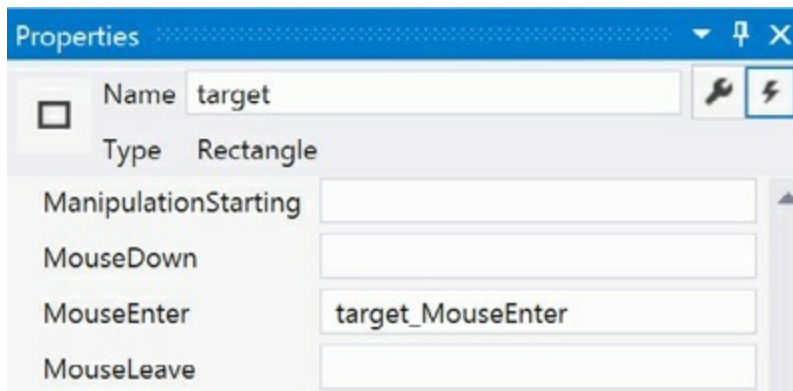 Properties
Name target
Type Rectangle
ManipulationStarting
MouseDown
MouseEnter target_MouseEnter
MouseLeave